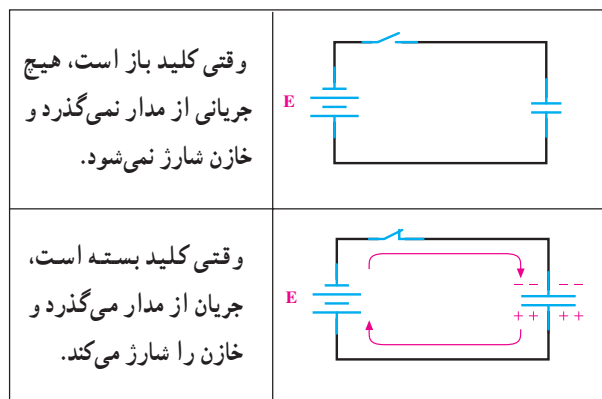 وقتی کلید باز است، هیچ
جریانی از مدار نمی‌گذرد و
خازن شارژ نمی‌شود.
E
وقتی کلید بسته است،
جریان از مدار می‌گذرد و
خازن را شارژ می‌کند.
E
− − − −
+ + + +